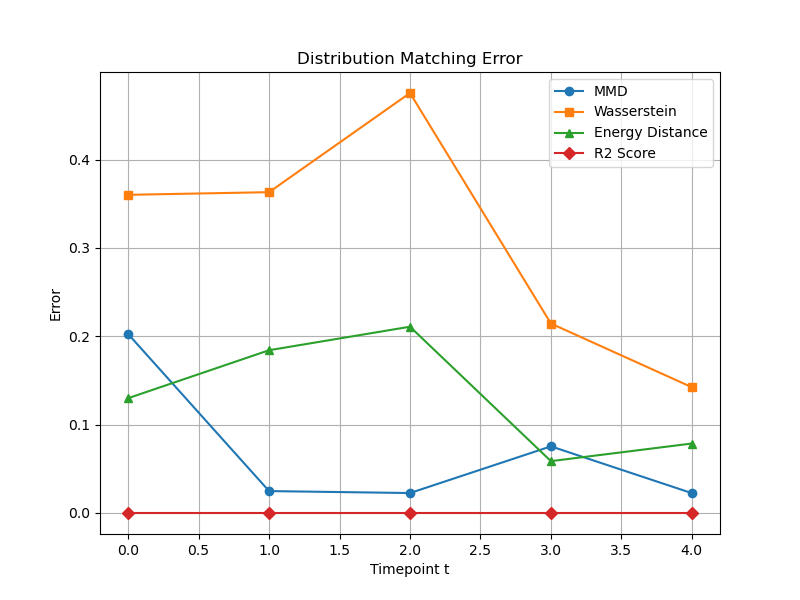 Distribution Matching Error
MMD
Wasserstein
Energy Distance
R2 Score
Error
0.4
0.3
0.2
0.1
0.0
0.0 0.5 1.0 1.5 2.0 2.5 3.0 3.5 4.0
Timepoint t